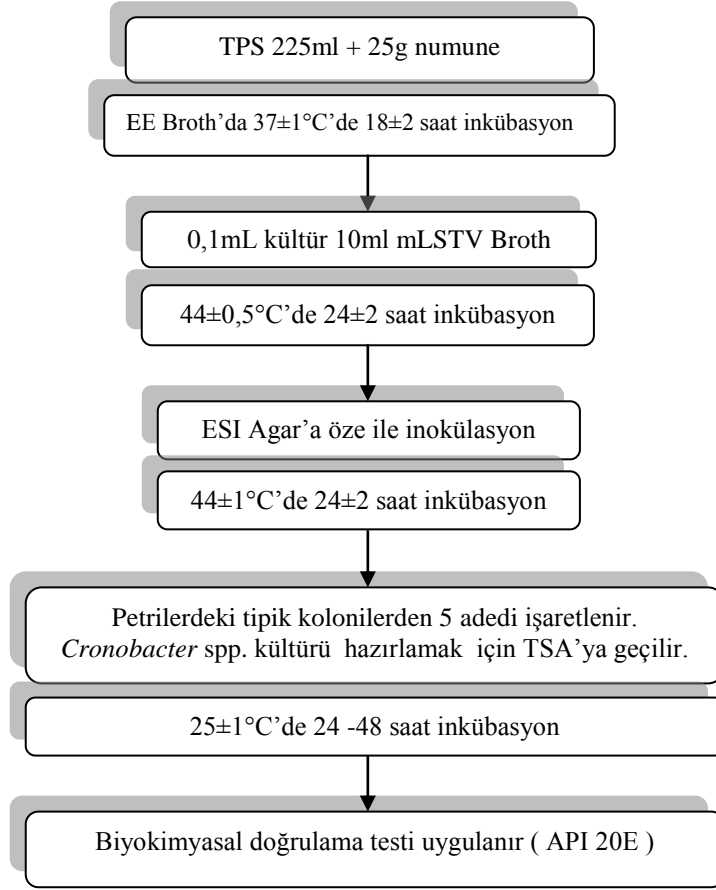 TPS 225ml + 25g numune
EE Broth’da 37±1°C’de 18±2 saat inkübasyon
0,1mL kültür 10ml mLSTV Broth
44±0,5°C’de 24±2 saat inkübasyon
ESI Agar’a öze ile inokülasyon
44±1°C’de 24±2 saat inkübasyon
Petrilerdeki tipik kolonilerden 5 adedi işaretlenir.
Cronobacter spp. kültürü hazırlamak için TSA’ya geçilir.
25±1°C’de 24 -48 saat inkübasyon
Biyokimyasal doğrulama testi uygulanır ( API 20E )